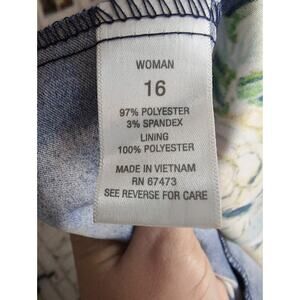 WOMAN
16
97% POLYESTER
3% SPANDEX
LINING
100% POLYESTER
MADE IN VIETNAM
RN 67473
SEE REVERSE FOR CARE